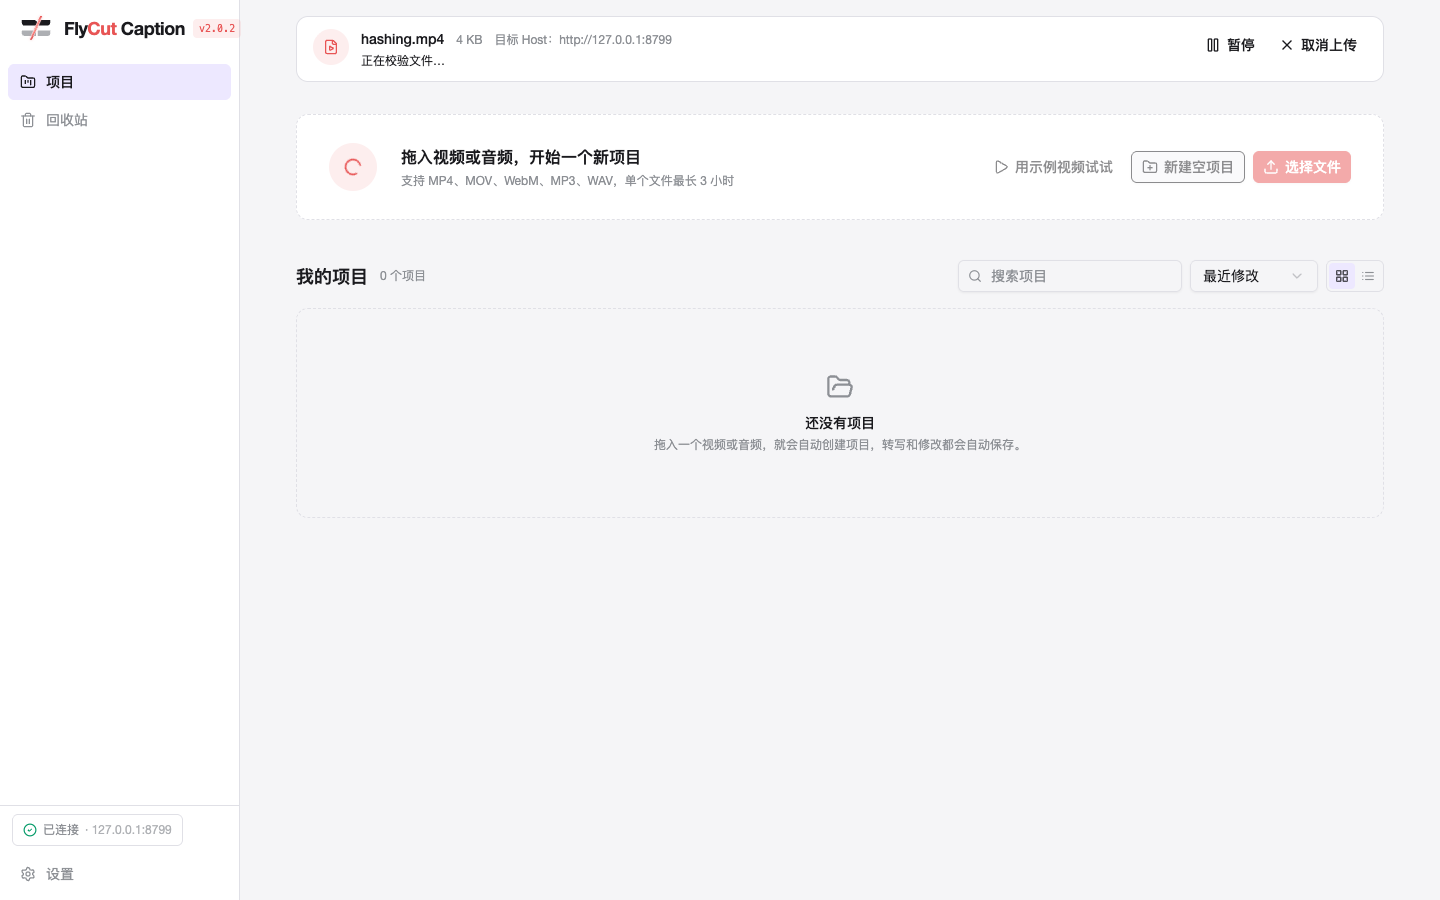 FlyCut Caption v2.0.2
项目
回收站
hashing.mp4 4 KB 目标 Host：http://127.0.0.1:8799
正在校验文件...
暂停
取消上传
拖入视频或音频，开始一个新项目
支持 MP4、MOV、WebM、MP3、WAV，单个文件最长 3 小时
用示例视频试试
新建空项目
选择文件
我的项目 0 个项目
搜索项目
最近修改
还没有项目
拖入一个视频或音频，就会自动创建项目，转写和修改都会自动保存。
已连接 · 127.0.0.1:8799
设置